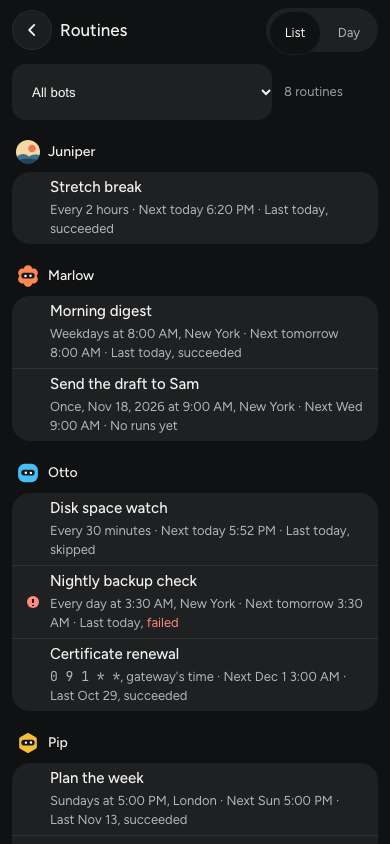 Routines
List
Day
All bots
8 routines
Juniper
Stretch break
Every 2 hours · Next today 6:20 PM · Last today,
succeeded
Marlow
Morning digest
Weekdays at 8:00 AM, New York · Next tomorrow
8:00 AM · Last today, succeeded
Send the draft to Sam
Once, Nov 18, 2026 at 9:00 AM, New York · Next Wed
9:00 AM · No runs yet
Otto
Disk space watch
Every 30 minutes · Next today 5:52 PM · Last today,
skipped
Nightly backup check
Every day at 3:30 AM, New York · Next tomorrow 3:30
AM · Last today, failed
Certificate renewal
0 9 1 * *, gateway's time · Next Dec 1 3:00 AM ·
Last Oct 29, succeeded
Pip
Plan the week
Sundays at 5:00 PM, London · Next Sun 5:00 PM ·
Last Nov 13, succeeded